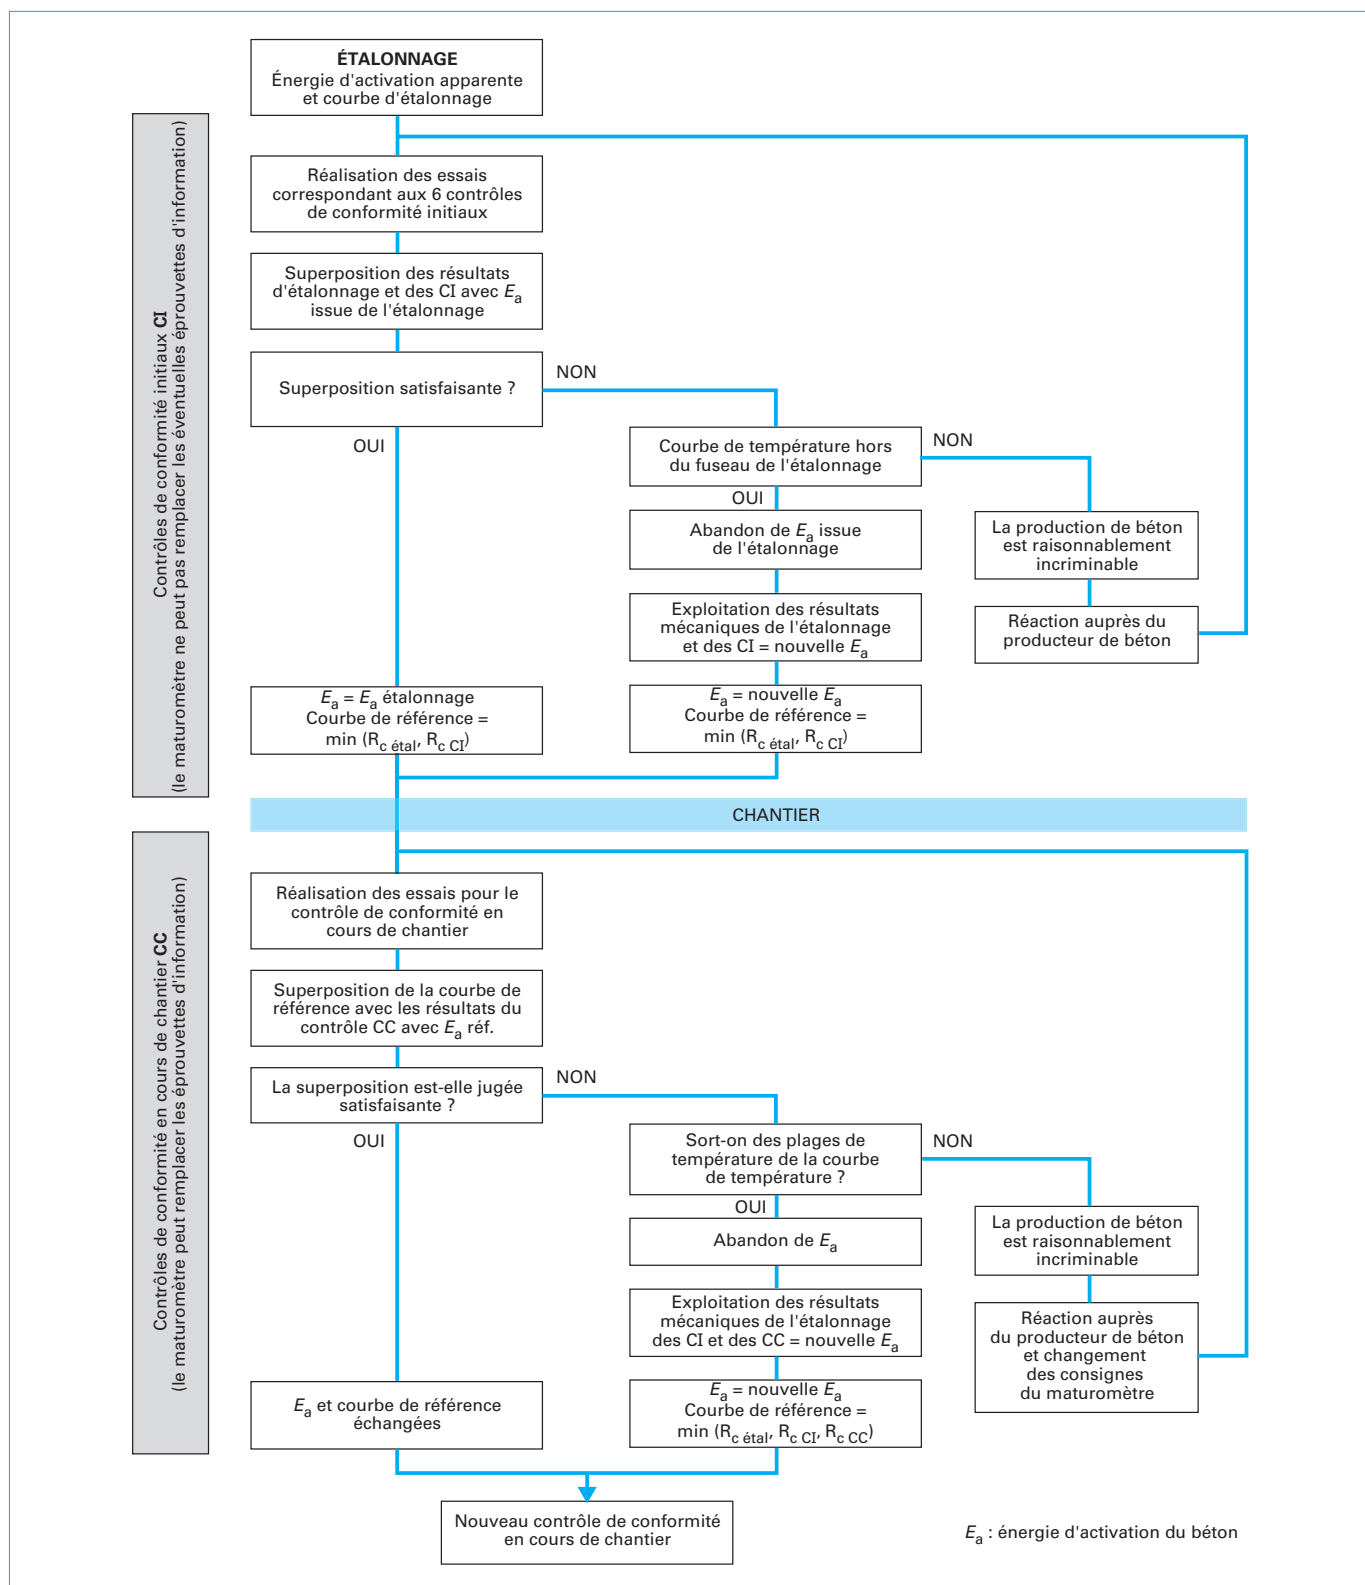 ÉTALONNAGE
Énergie d'activation apparente
et courbe d'étalonnage
Contrôles de conformité initiaux CI
(le maturomètre ne peut pas remplacer les éventuelles éprouvettes d'information)
Réalisation des essais
correspondant aux 6 contrôles
de conformité initiaux
Superposition des résultats
d'étalonnage et des CI avec Ea
issue de l'étalonnage
Superposition satisfaisante ?
NON
OUI
Courbe de température hors
du fuseau de l'étalonnage
NON
OUI
Abandon de Ea issue
de l'étalonnage
La production de béton
est raisonnablement
incriminable
Exploitation des résultats
mécaniques de l'étalonnage
et des CI = nouvelle Ea
Réaction auprès du
producteur de béton
Ea = Ea étalonnage
Courbe de référence =
min (Rc étal, Rc CI)
Ea = nouvelle Ea
Courbe de référence =
min (Rc étal, Rc CI)
CHANTIER
Contrôles de conformité en cours de chantier CC
(le maturomètre peut remplacer les éprouvettes d'information)
Réalisation des essais pour le
contrôle de conformité en
cours de chantier
Superposition de la courbe de
référence avec les résultats du
contrôle CC avec Ea réf.
La superposition est-elle jugée
satisfaisante ?
NON
OUI
Sort-on des plages de
température de la courbe
de température ?
NON
OUI
Abandon de Ea
La production de béton
est raisonnablement
incriminable
Exploitation des résultats
mécaniques de l'étalonnage
des CI et des CC = nouvelle Ea
Réaction auprès
du producteur de béton
et changement
des consignes
du maturomètre
Ea et courbe de référence
échangées
Ea = nouvelle Ea
Courbe de référence =
min (Rc étal, Rc CI, Rc CC)
Nouveau contrôle de conformité
en cours de chantier
Ea : énergie d'activation du béton